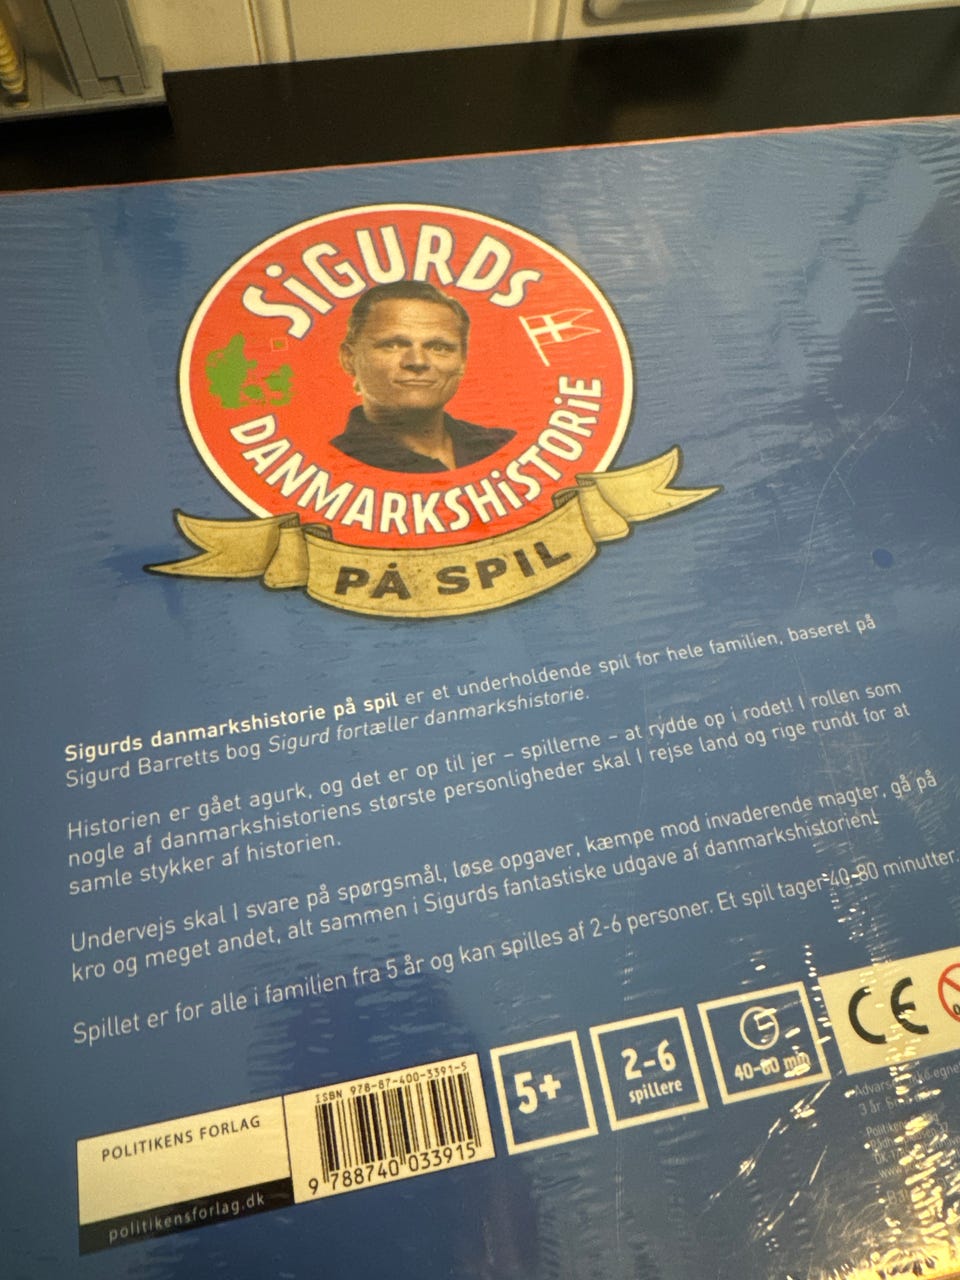 SiGURDS
DANMARKSHiSTORiE
PÅ SPIL
Sigurds danmarkshistorie på spil er et underholdende spil for hele familien, baseret på
Sigurd Barretts bog Sigurd fortæller danmarkshistorie.
Historien er gået agurk, og det er op til jer – spillerne – at rydde op i rodet! I rollen som
nogle af danmarkshistoriens største personligheder skal I rejse land og rige rundt for at
samle stykker af historien.
Undervejs skal I svare på spørgsmål, løse opgaver, kæmpe mod invaderende magter, gå på
kro og meget andet, alt sammen i Sigurds fantastiske udgave af danmarkshistorien!
Spillet er for alle i familien fra 5 år og kan spilles af 2-6 personer. Et spil tager 40-80 minutter.
POLITIKENS FORLAG
politikensforlag.dk
ISBN 978-87-400-3391-5
9 788740 033915
5+
2-6
spillere
40-80 min
CE
3 år